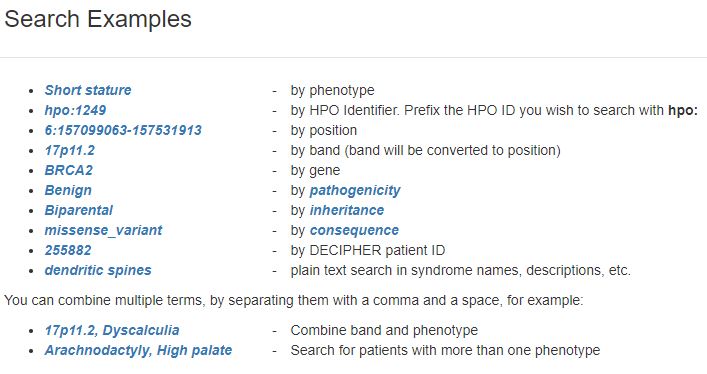 Search Examples
• Short stature - by phenotype
• hpo:1249 - by HPO Identifier. Prefix the HPO ID you wish to search with hpo:
• 6:157099063-157531913 - by position
• 17p11.2 - by band (band will be converted to position)
• BRCA2 - by gene
• Benign - by pathogenicity
• Biparental - by inheritance
• missense_variant - by consequence
• 255882 - by DECIPHER patient ID
• dendritic spines - plain text search in syndrome names, descriptions, etc.
You can combine multiple terms, by separating them with a comma and a space, for example:
• 17p11.2, Dyscalculia - Combine band and phenotype
• Arachnodactyly, High palate - Search for patients with more than one phenotype